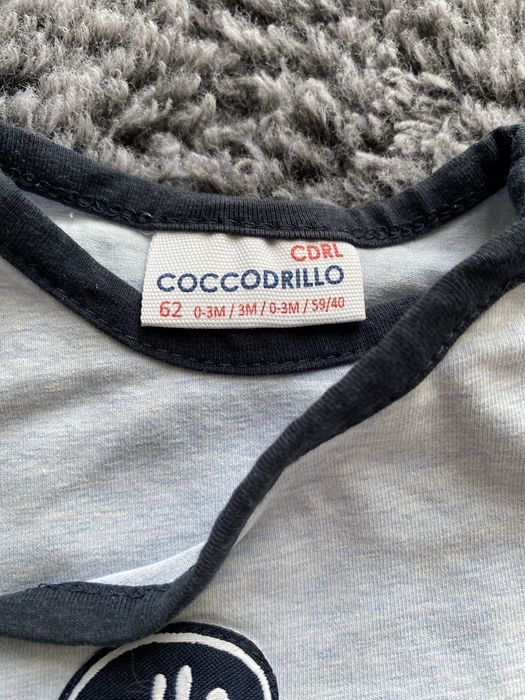 CDRL
COCCODRILLO
62 0-3M / 3M / 0-3M / 59/40